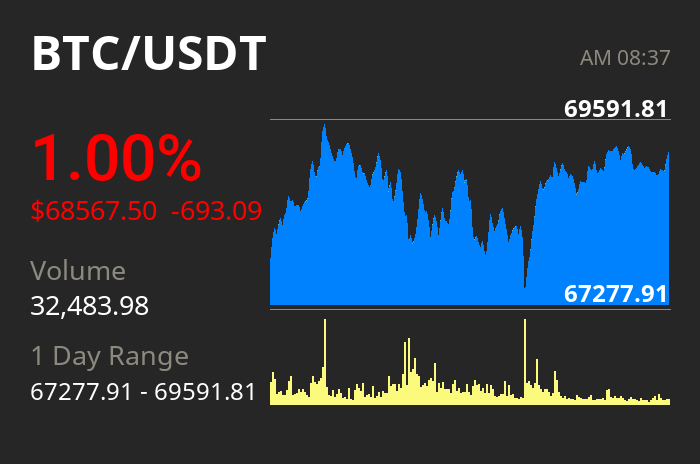 BTC/USDT
AM 08:37
69591.81
1.00%
$68567.50 -693.09
Volume
32,483.98
67277.91
1 Day Range
67277.91 - 69591.81